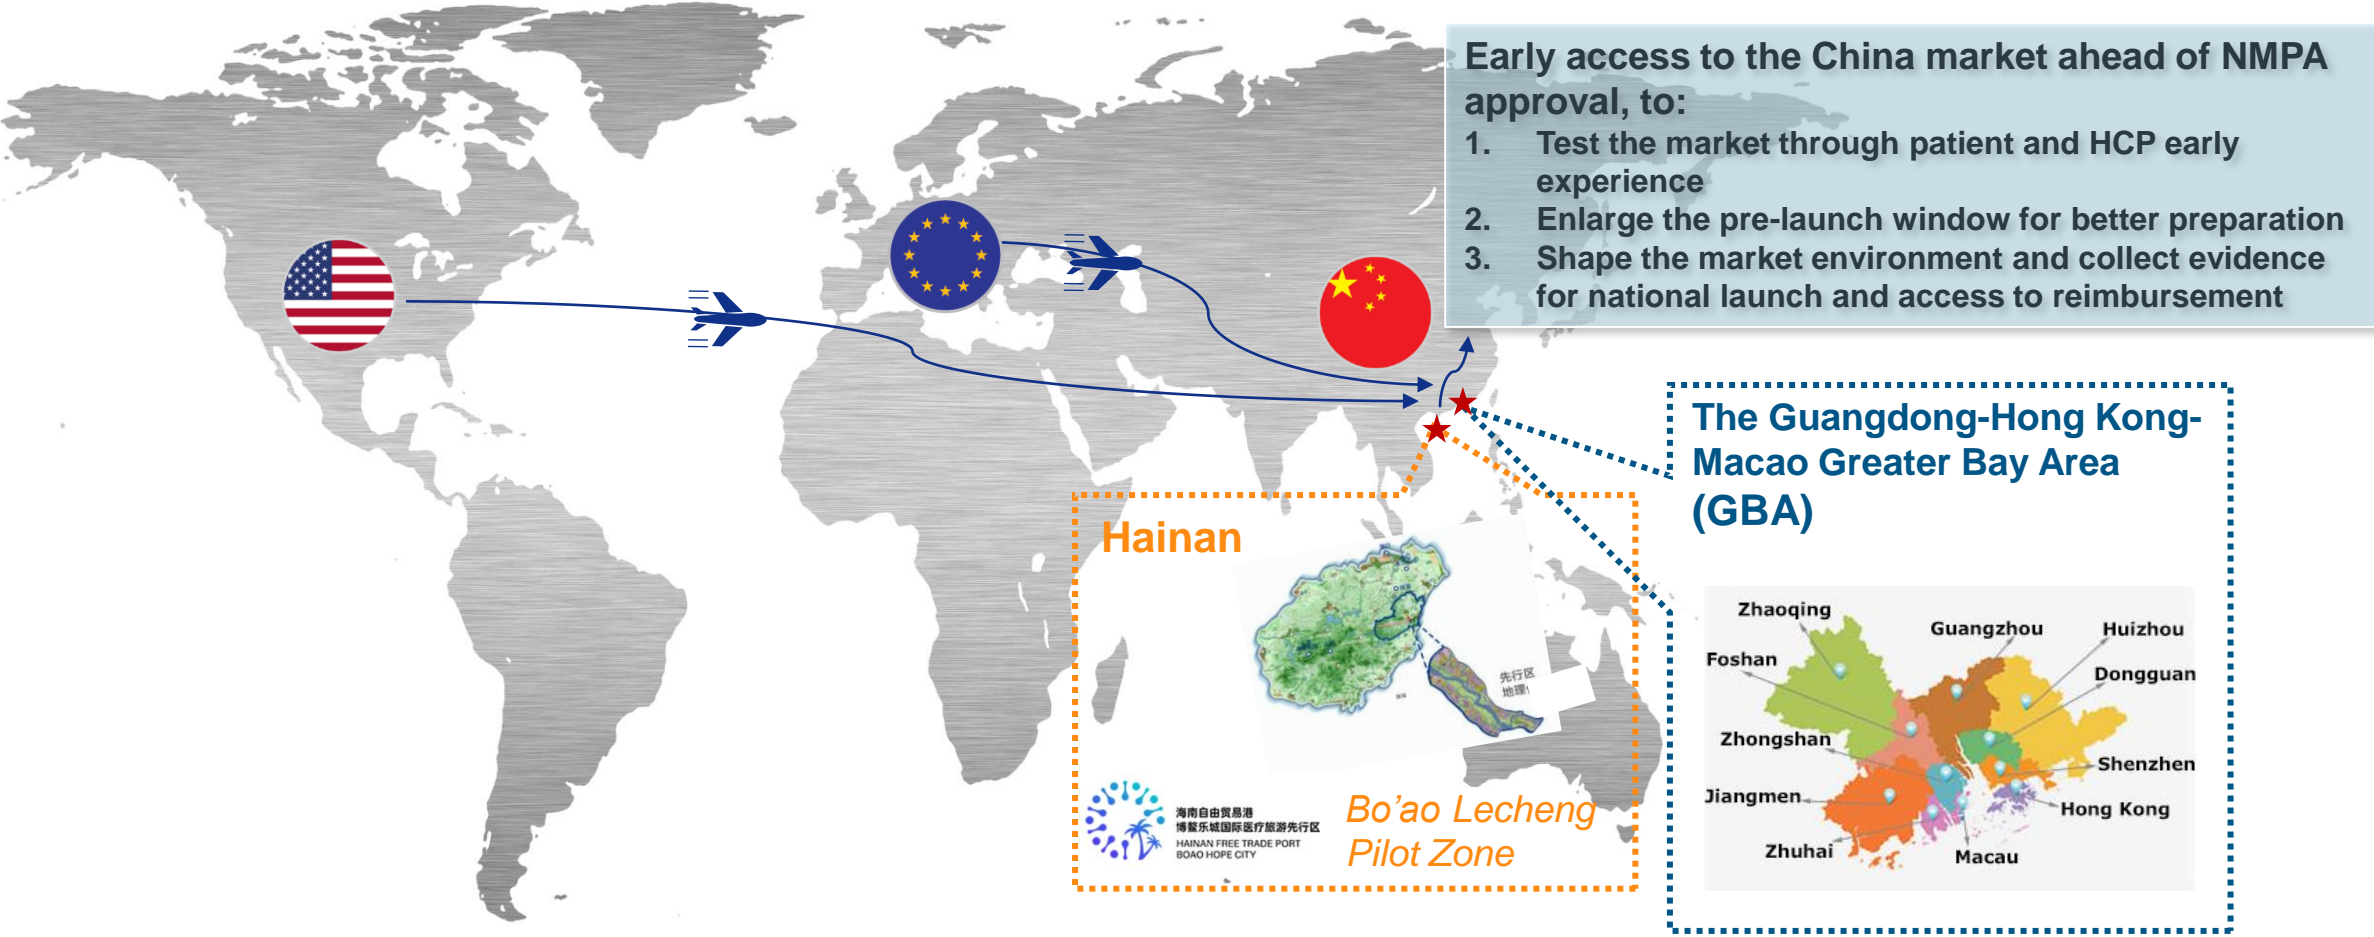 Early access to the China market ahead of NMPA
approval, to:
1. Test the market through patient and HCP early
experience
2. Enlarge the pre-launch window for better preparation
3. Shape the market environment and collect evidence
for national launch and access to reimbursement
The Guangdong-Hong Kong-
Macao Greater Bay Area
(GBA)
Hainan
先行区
地理
海南自由贸易港
博鳌乐城国际医疗旅游先行区
HAINAN FREE TRADE PORT
BOAO HOPE CITY
Bo’ao Lecheng
Pilot Zone
Zhaoqing
Guangzhou
Huizhou
Foshan
Dongguan
Zhongshan
Shenzhen
Jiangmen
Hong Kong
Zhuhai
Macau